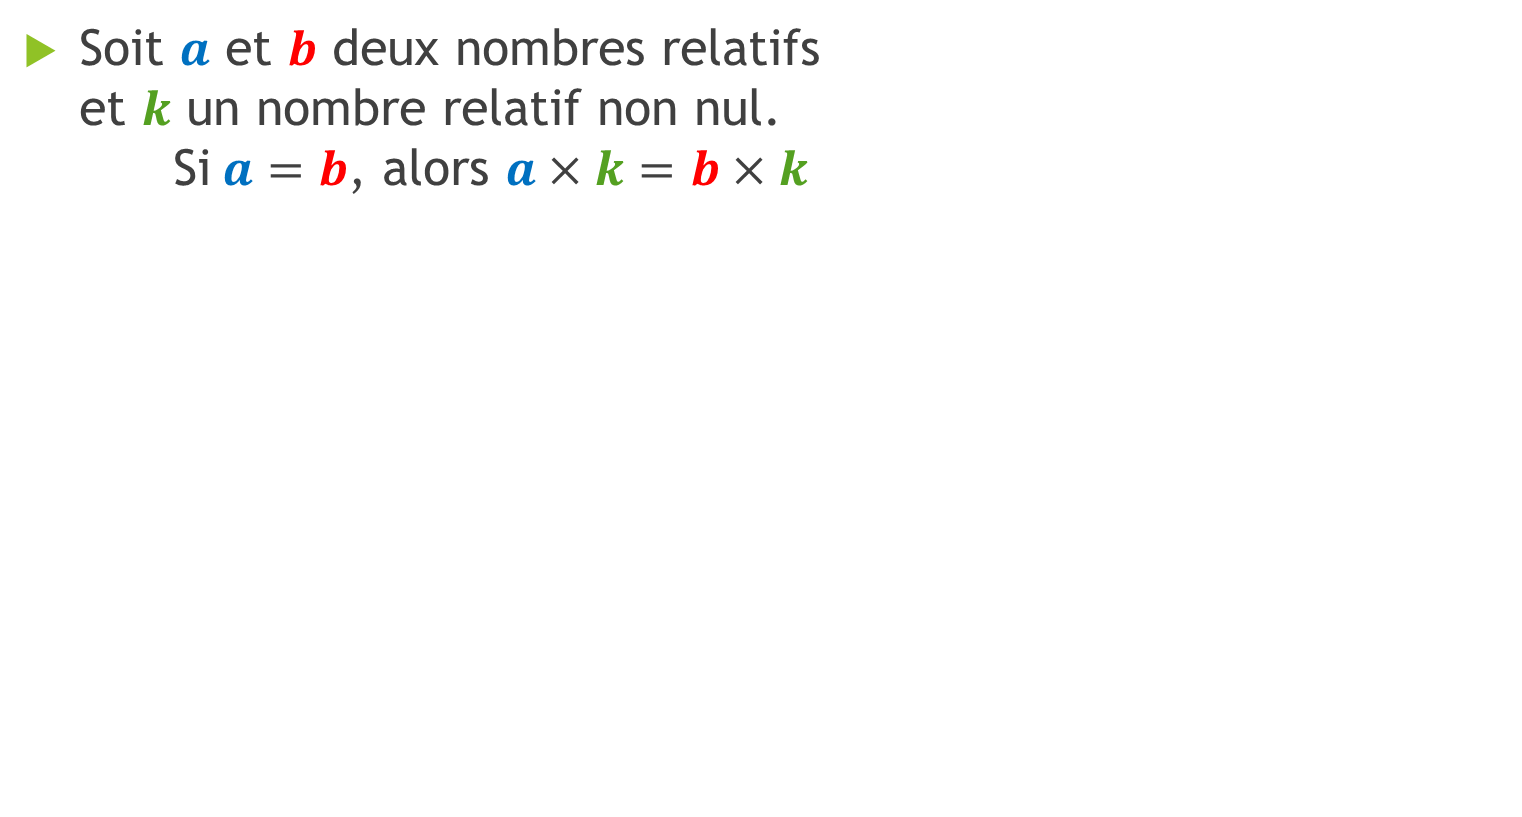 Soit a et b deux nombres relatifs
et k un nombre relatif non nul.
Si a = b, alors a × k = b × k